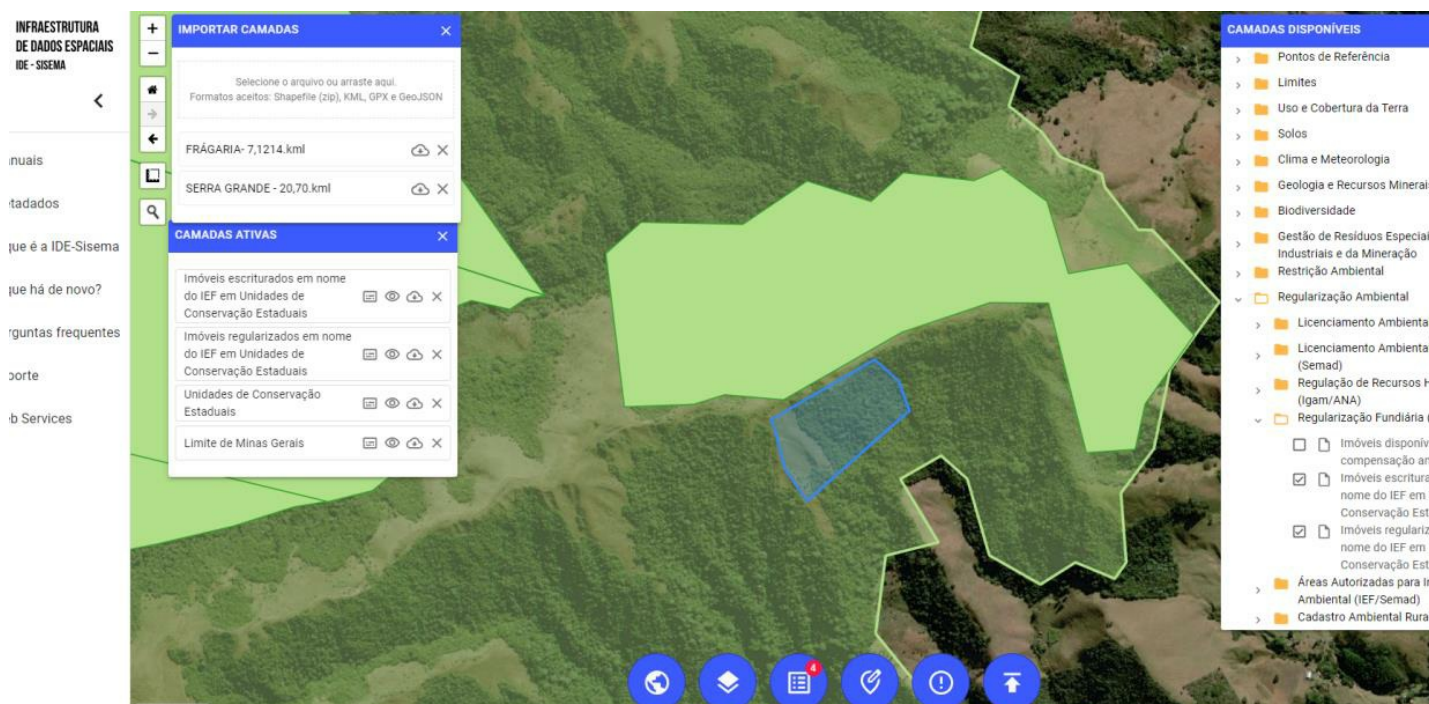 INFRAESTRUTURA
DE DADOS ESPACIAIS
IDE - SISEMA
nuais
etadados
que é a IDE-Sisema
que há de novo?
rguntas frequentes
porte
b Services
IMPORTAR CAMADAS
Selecione o arquivo ou arraste aqui.
Formatos aceitos: Shapefile (zip), KML, GPX e GeoJSON
FRÁGARIA- 7,1214.kml
SERRA GRANDE - 20,70.kml
CAMADAS ATIVAS
Imóveis escriturados em nome
do IEF em Unidades de
Conservação Estaduais
Imóveis regularizados em nome
do IEF em Unidades de
Conservação Estaduais
Unidades de Conservação
Estaduais
Limite de Minas Gerais
4
CAMADAS DISPONÍVEIS
Pontos de Referência
Limites
Uso e Cobertura da Terra
Solos
Clima e Meteorologia
Geologia e Recursos Minerais
Biodiversidade
Gestão de Resíduos Especiai
Industriais e da Mineração
Restrição Ambiental
Regularização Ambiental
Licenciamento Ambienta
Licenciamento Ambienta
(Semad)
Regulação de Recursos H
(Igam/ANA)
Regularização Fundiária (
Imóveis disponív
compensação am
Imóveis escritura
nome do IEF em
Conservação Est
Imóveis regulariz
nome do IEF em
Conservação Est
Áreas Autorizadas para In
Ambiental (IEF/Semad)
Cadastro Ambiental Rura